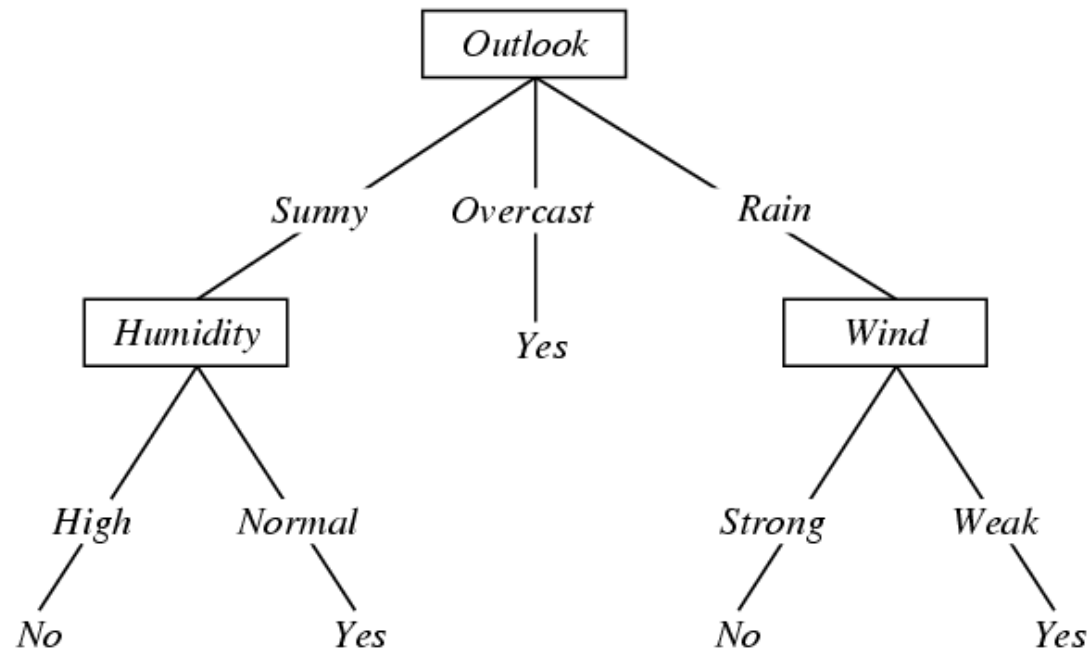 Outlook
Sunny Overcast Rain
Humidity Yes Wind
High Normal Strong Weak
No Yes No Yes